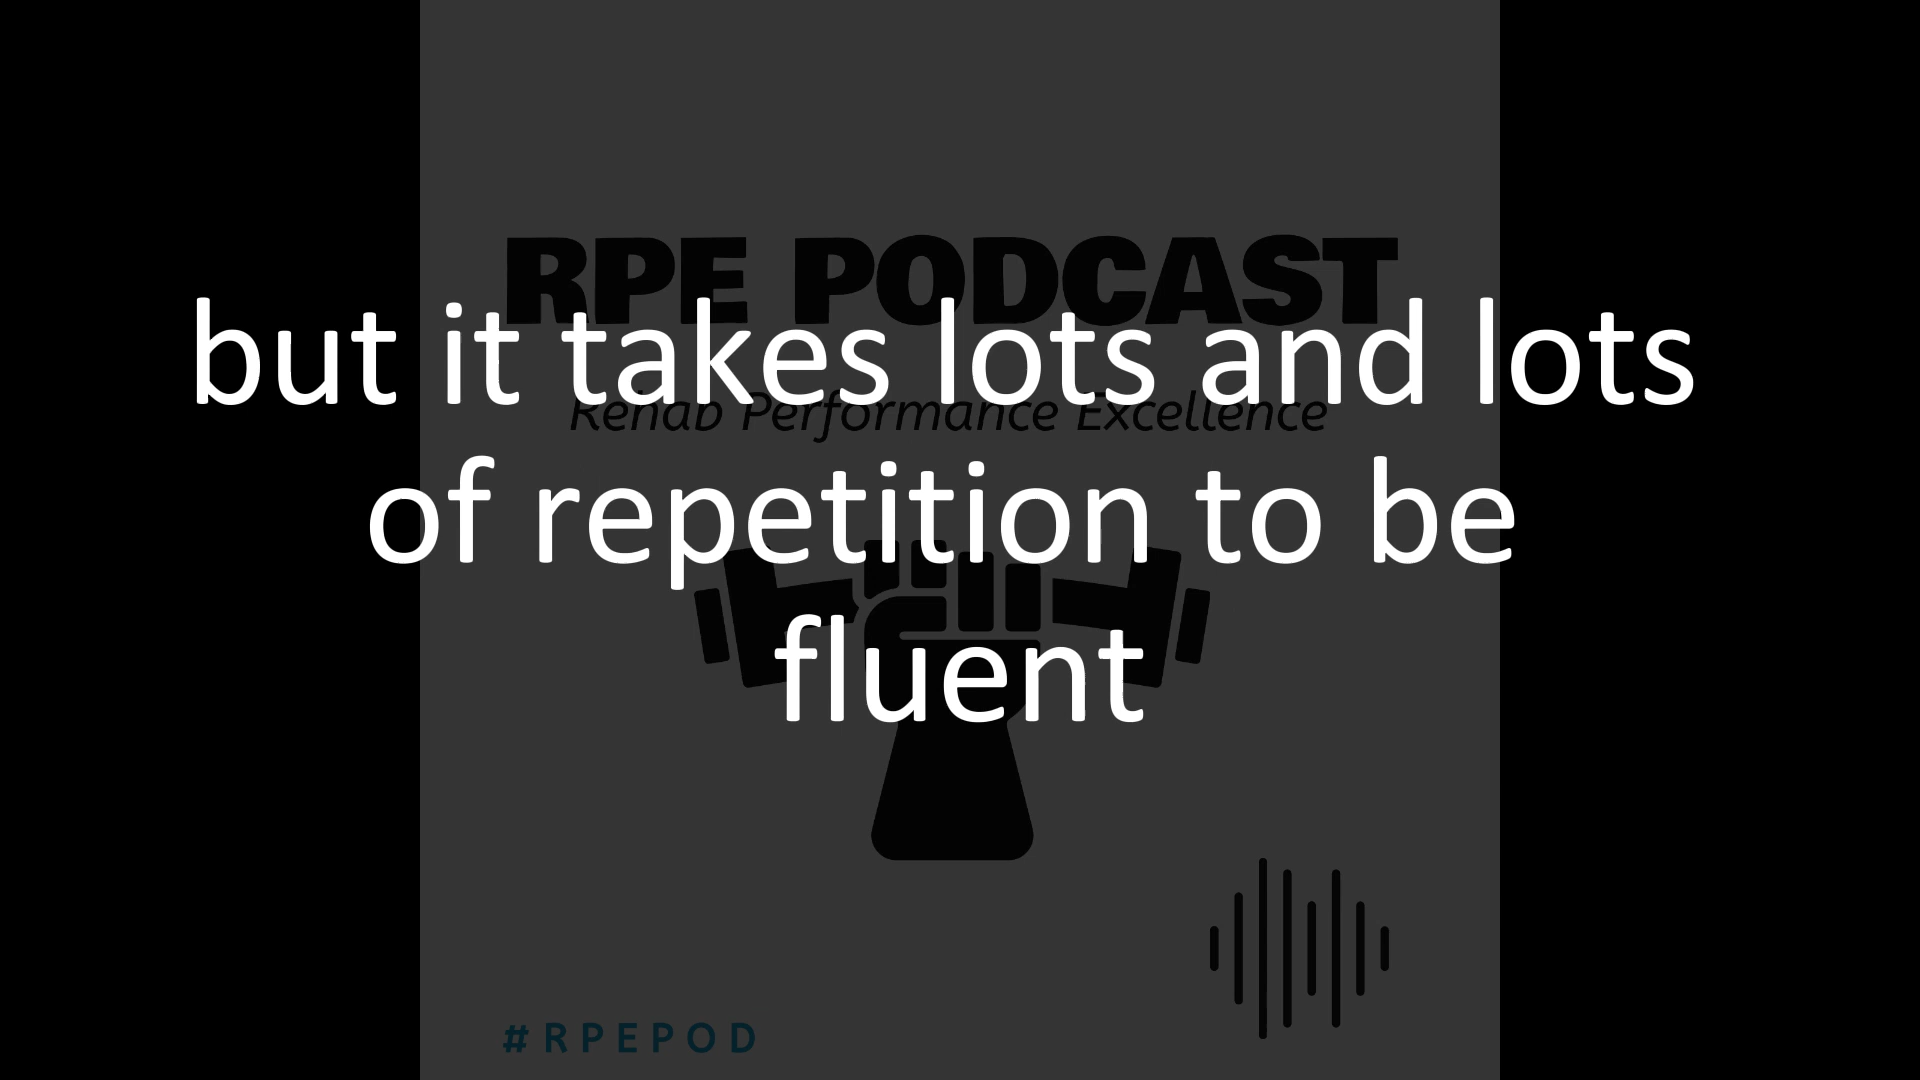 RPE PODCAST
but it takes lots and lots
Rehab Performance Excellence
of repetition to be
fluent
#RPEPOD